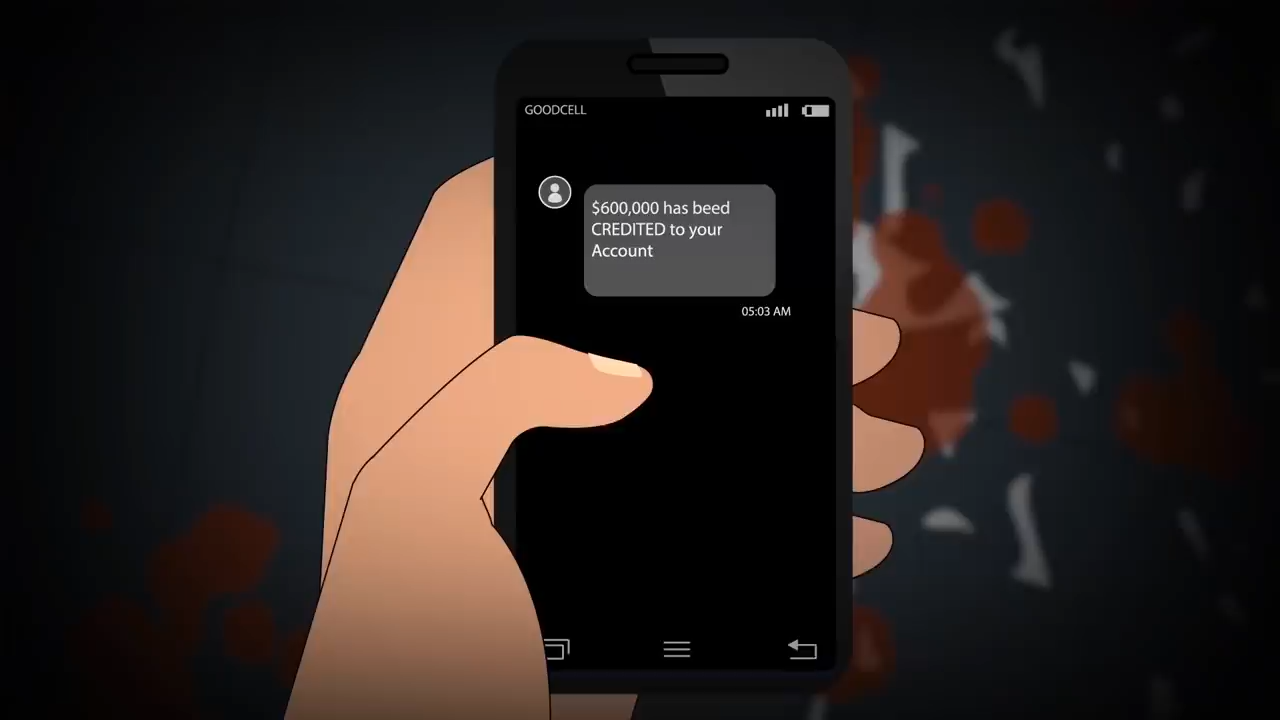 GOODCELL
$600,000 has beed
CREDITED to your
Account
05:03 AM